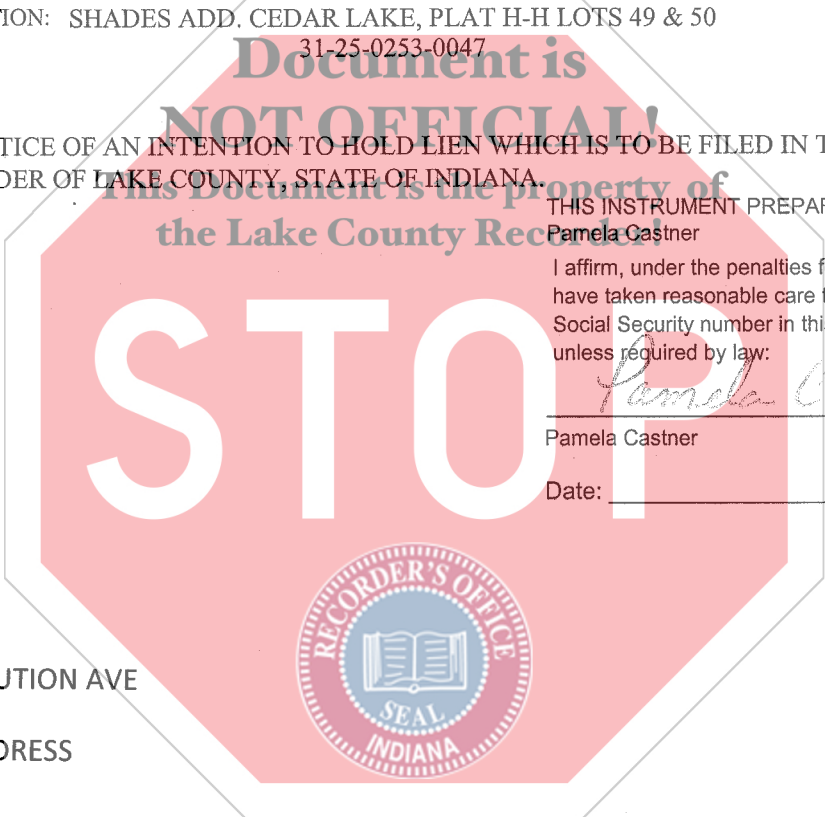 ION: SHADES ADD. CEDAR LAKE, PLAT H-H LOTS 49 & 50
31-25-0253-0047
Document is
NOT OFFICIAL!
TICE OF AN INTENTION TO HOLD LIEN WHICH IS TO BE FILED IN T
DER OF LAKE COUNTY, STATE OF INDIANA.
This Document is the property of
the Lake County Recorder!
THIS INSTRUMENT PREPAR
Pamela Castner
I affirm, under the penalties f
have taken reasonable care t
Social Security number in this
unless required by law:
Pamela C
Pamela Castner
Date:
STOP
RECORDER'S OFFICE
SEAL
INDIANA
UTION AVE
DRESS